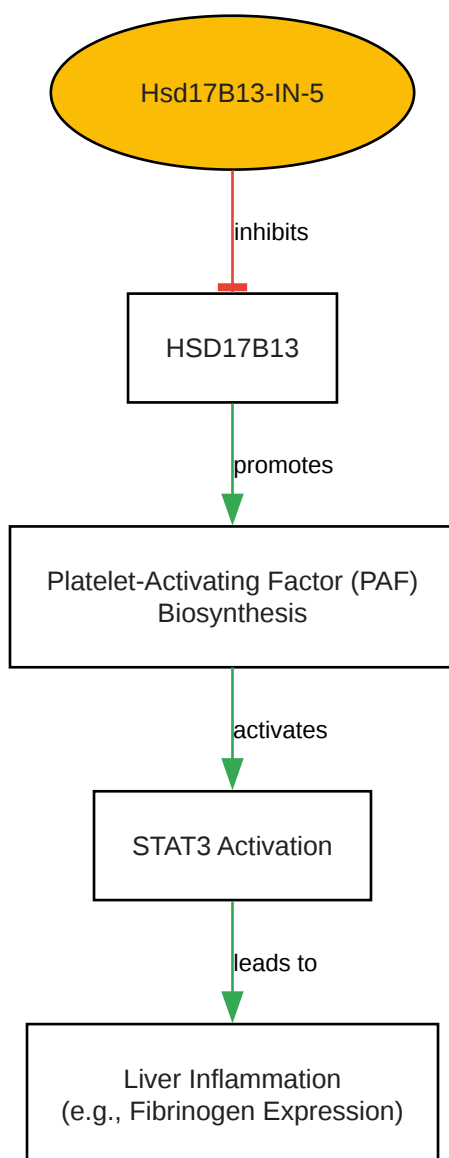 Hsd17B13-IN-5
inhibits
HSD17B13
promotes
Platelet-Activating Factor (PAF)
Biosynthesis
activates
STAT3 Activation
leads to
Liver Inflammation
(e.g., Fibrinogen Expression)